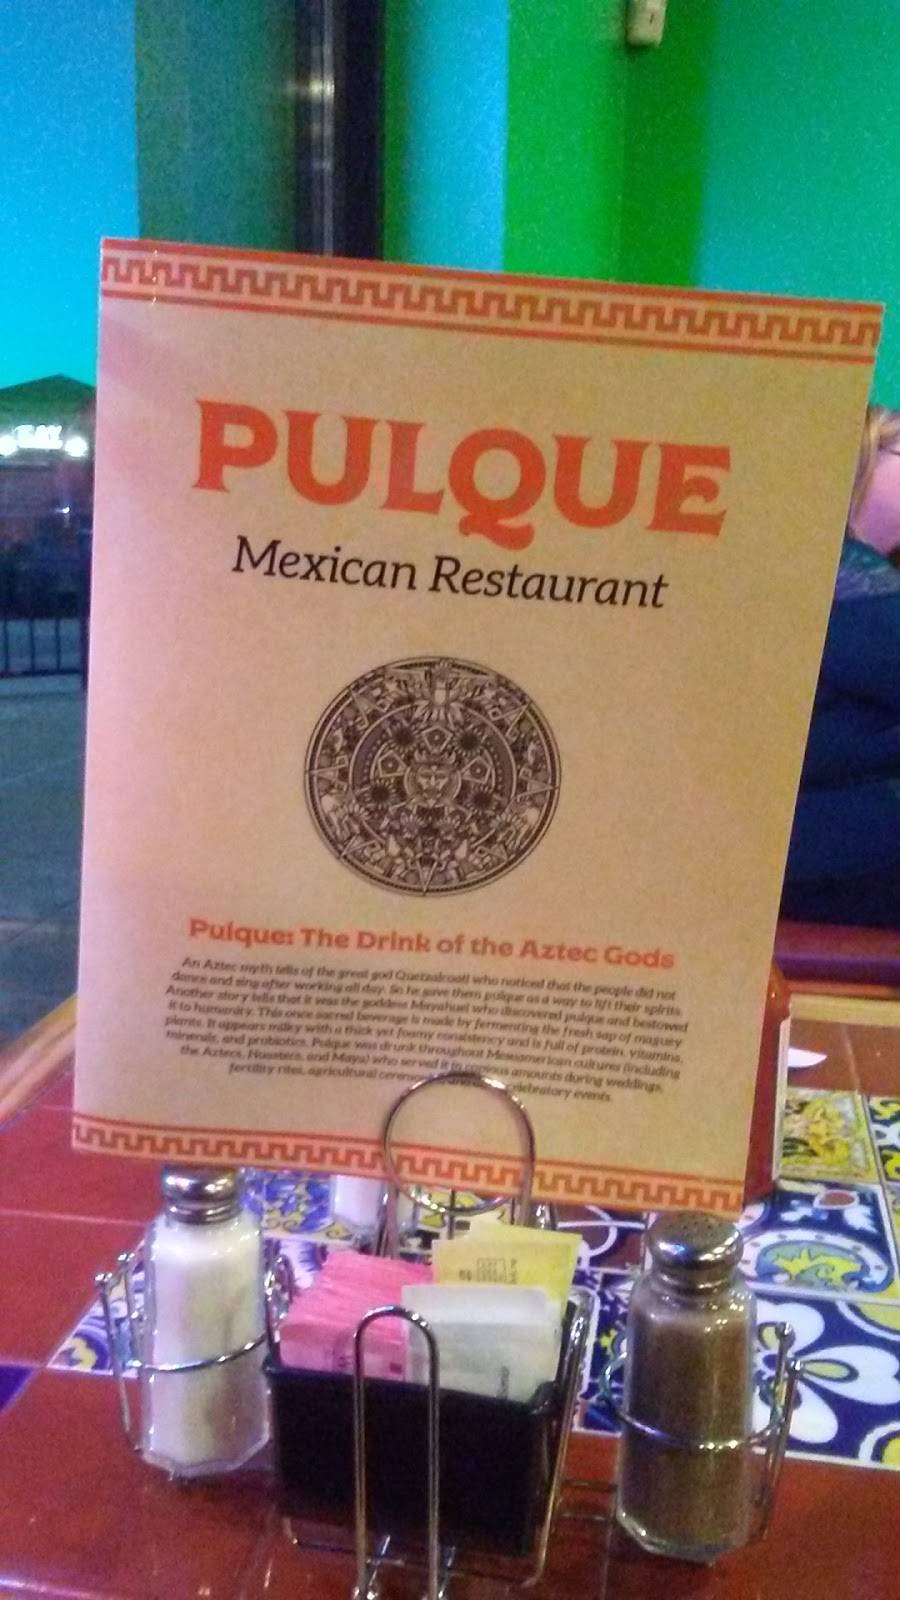 PULQUE
Mexican Restaurant
Pulque: The Drink of the Aztec Gods
An Aztec myth tells of the great god Quetzalcoatl who noticed that the people did not
dance and sing after working all day. So he gave them pulque as a way to lift their spirits.
Another story tells that it was the goddess Mayahuel who discovered pulque and bestowed
it to humanity. This once sacred beverage is made by fermenting the fresh sap of maguey
plants. It appears milky with a thick yet foamy consistency and is full of protein, vitamins,
minerals, and probiotics. Pulque was drunk throughout Mesoamerican cultures (including
the Aztecs, Huastecs, and Maya) who served it in copious amounts during weddings,
fertility rites, agricultural celebratory events.